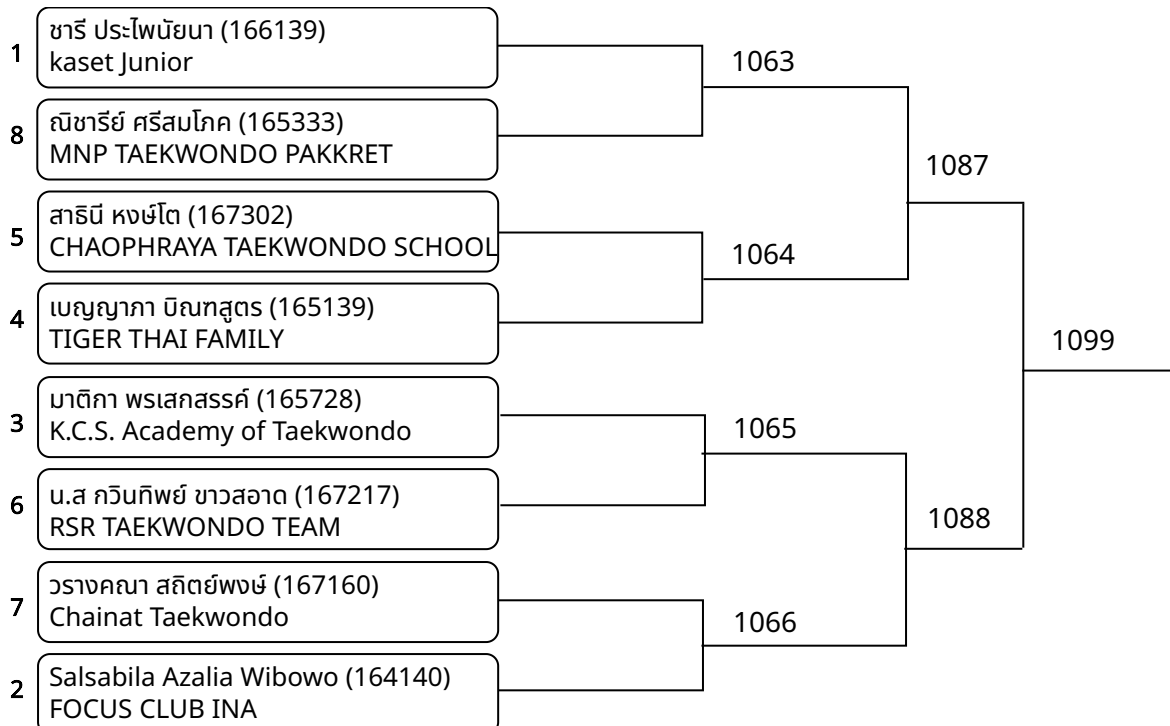 1
ชารี ประไพนัยนา (166139)
kaset Junior
8
ณิชารีย์ ศรีสมโภค (165333)
MNP TAEKWONDO PAKKRET
1063
5
สาธินี หงษ์โต (167302)
CHAOPHRAYA TAEKWONDO SCHOOL
4
เบญญาภา บิณฑสูตร (165139)
TIGER THAI FAMILY
1064
1087
3
มาติกา พรเสกสรรค์ (165728)
K.C.S. Academy of Taekwondo
6
น.ส กวินทิพย์ ขาวสอาด (167217)
RSR TAEKWONDO TEAM
1065
7
วรางคณา สถิตย์พงษ์ (167160)
Chainat Taekwondo
2
Salsabila Azalia Wibowo (164140)
FOCUS CLUB INA
1066
1088
1099